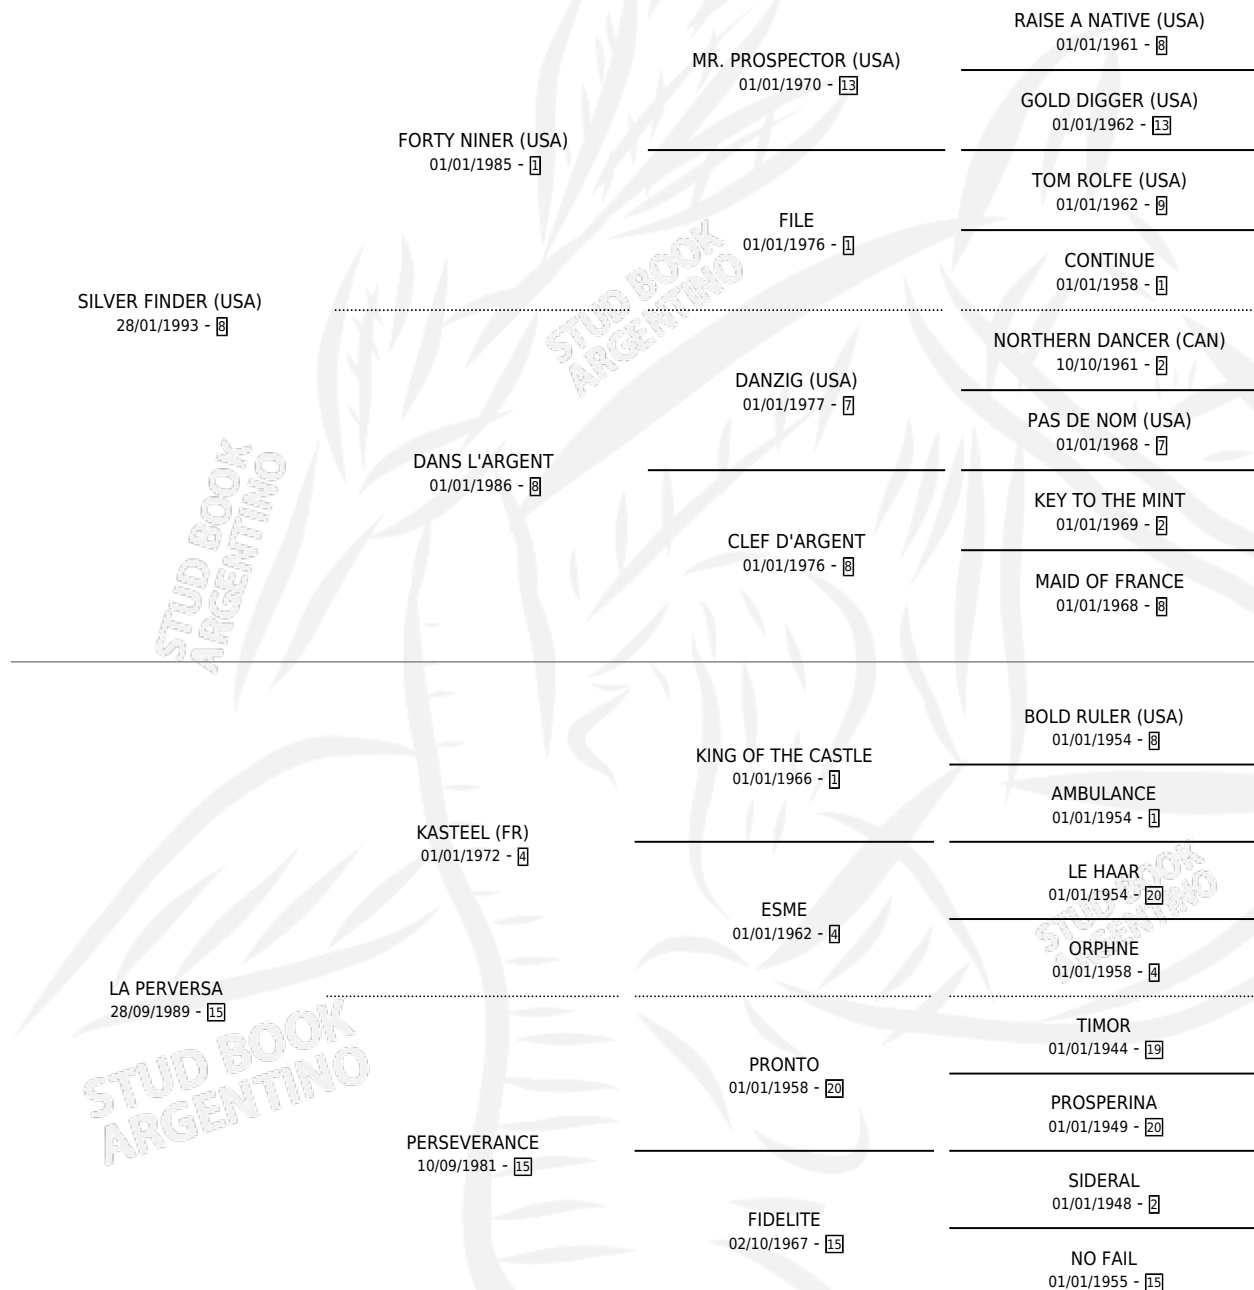 RAISE A NATIVE (USA)
01/01/1961 - 8
MR. PROSPECTOR (USA)
01/01/1970 - 13
GOLD DIGGER (USA)
01/01/1962 - 13
FORTY NINER (USA)
01/01/1985 - 1
TOM ROLFE (USA)
01/01/1962 - 9
FILE
01/01/1976 - 1
CONTINUE
01/01/1958 - 1
SILVER FINDER (USA)
28/01/1993 - 8
STUD BOOK
ARGENTINO
NORTHERN DANCER (CAN)
10/10/1961 - 2
DANZIG (USA)
01/01/1977 - 7
PAS DE NOM (USA)
01/01/1968 - 7
DANS L'ARGENT
01/01/1986 - 8
KEY TO THE MINT
01/01/1969 - 2
CLEF D'ARGENT
01/01/1976 - 8
MAID OF FRANCE
01/01/1968 - 8
STUD BOOK
ARGENTINO
BOLD RULER (USA)
01/01/1954 - 8
KING OF THE CASTLE
01/01/1966 - 1
AMBULANCE
01/01/1954 - 1
KASTEEL (FR)
01/01/1972 - 4
LE HAAR
01/01/1954 - 20
ESME
01/01/1962 - 4
STUD BOOK
ARGENTINO
ORPHNE
01/01/1958 - 4
LA PERVERSA
28/09/1989 - 15
STUD BOOK
ARGENTINO
TIMOR
01/01/1944 - 19
PRONTO
01/01/1958 - 20
PROSPERINA
01/01/1949 - 20
PERSEVERANCE
10/09/1981 - 15
SIDERAL
01/01/1948 - 2
FIDELITE
02/10/1967 - 15
NO FAIL
01/01/1955 - 15